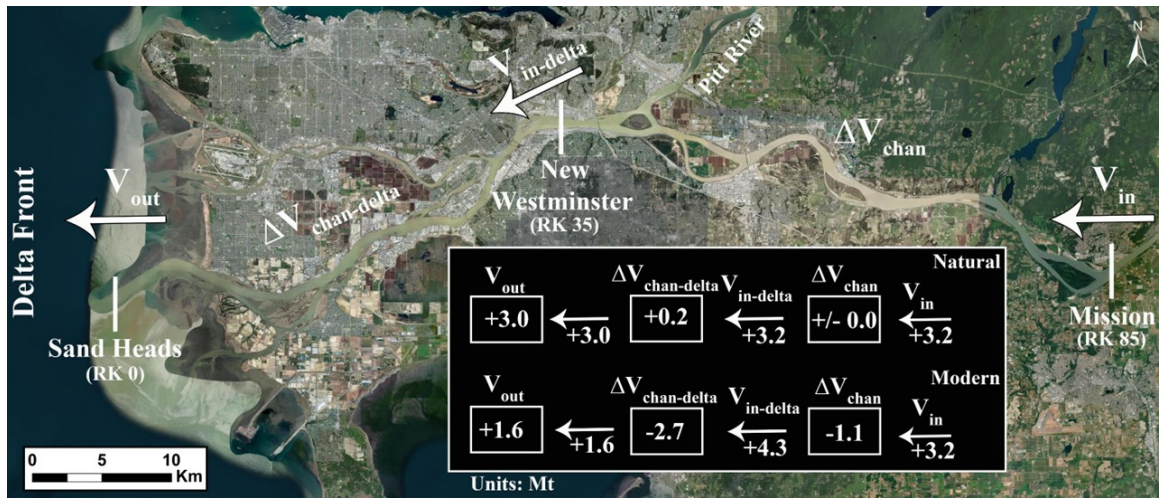 N
Pitt River
V in-delta
ΔV chan
New
Westminster
(RK 35)
V in
V out
ΔV chan-delta
Delta Front
Mission
(RK 85)
Sand Heads
(RK 0)
Natural
V out ΔV chan-delta V in-delta ΔV chan V in
+3.0 +3.0 +0.2 +3.2 +/- 0.0 +3.2
Modern
V out ΔV chan-delta V in-delta ΔV chan V in
+1.6 +1.6 -2.7 +4.3 -1.1 +3.2
0 5 10
Km
Units: Mt